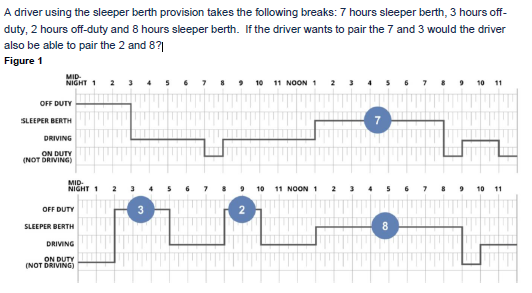 A driver using the sleeper berth provision takes the following breaks: 7 hours sleeper berth, 3 hours off-
duty, 2 hours off-duty and 8 hours sleeper berth.  If the driver wants to pair the 7 and 3 would the driver
also be able to pair the 2 and 8?
Figure 1
MID-
NIGHT 1 2 3 4 5 6 7 8 9 10 11 NOON 1 2 3 4 5 6 7 8 9 10 11
OFF DUTY
SLEEPER BERTH
7
DRIVING
ON DUTY
(NOT DRIVING)
MID-
NIGHT 1 2 3 4 5 6 7 8 9 10 11 NOON 1 2 3 4 5 6 7 8 9 10 11
OFF DUTY
3 2
SLEEPER BERTH
8
DRIVING
ON DUTY
(NOT DRIVING)